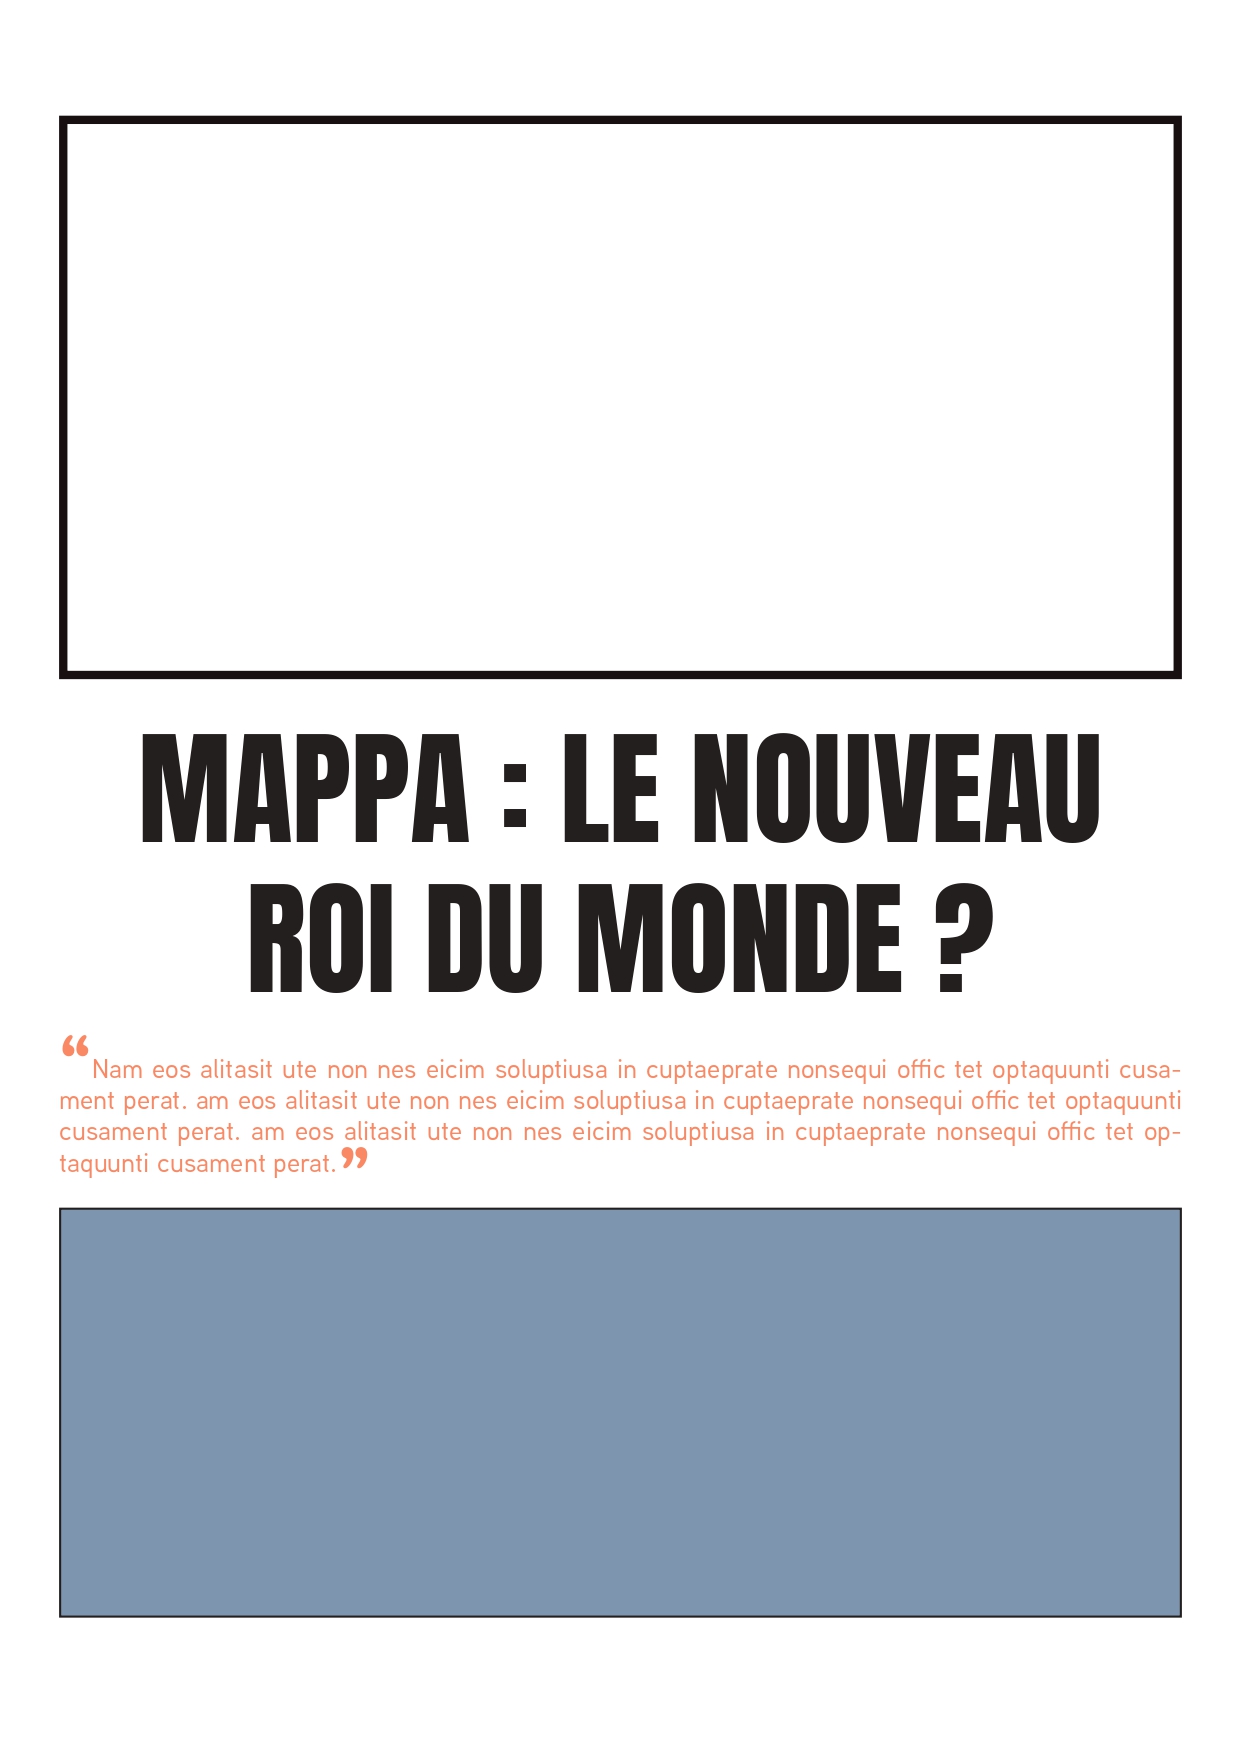 MAPPA : LE NOUVEAU
ROI DU MONDE ?
“Nam eos alitasit ute non nes eicim soluptiusa in cuptaeprate nonsequi offic tet optaquunti cusa-
ment perat. am eos alitasit ute non nes eicim soluptiusa in cuptaeprate nonsequi offic tet optaquunti
cusament perat. am eos alitasit ute non nes eicim soluptiusa in cuptaeprate nonsequi offic tet op-
taquunti cusament perat.”